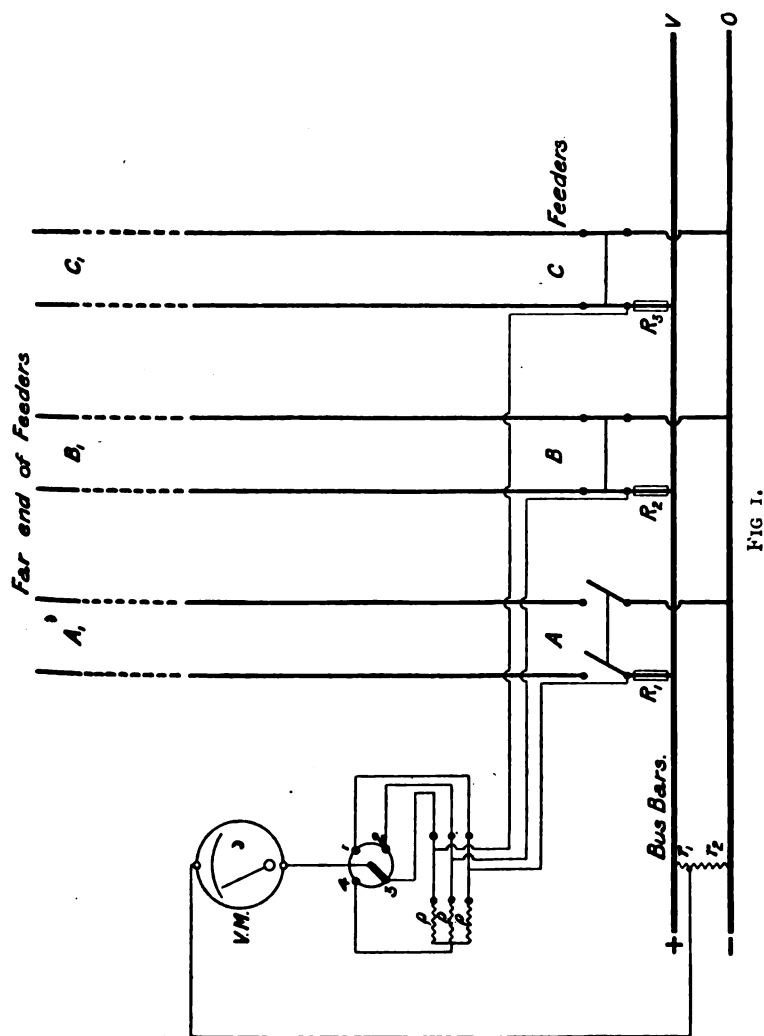 Far end of Feeders
A₁
B₁
C₁
V.M.
1
2
3
4
ρ
ρ
ρ
A
B
C
Feeders
R₁
R₂
R₃
Bus Bars.
+
−
r₁
r₂
V
O
FIG 1.